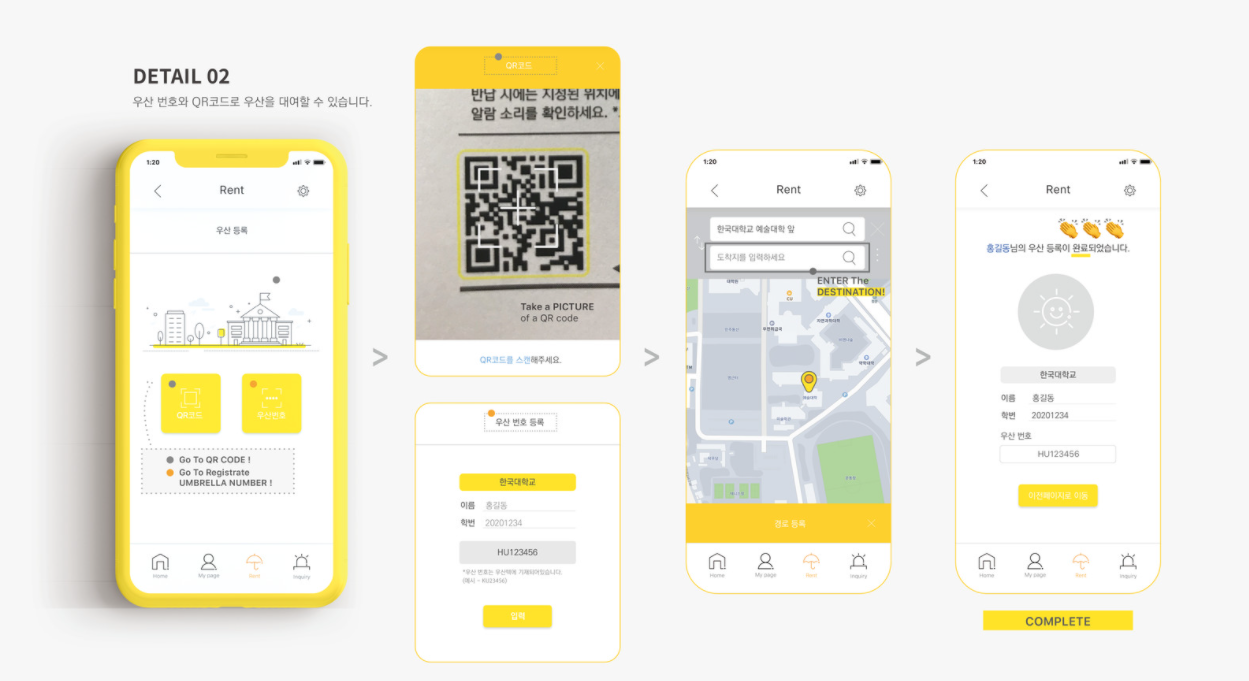 DETAIL 02
우산 번호와 QR코드로 우산을 대여할 수 있습니다.
1:20
Rent
우산 등록
QR코드
우산번호
Go To QR CODE !
Go To Registrate
UMBRELLA NUMBER !
Home
My page
Rent
Inquiry
>
QR코드
반납 시에는 지정된 위치에
알람 소리를 확인하세요. *
Take a PICTURE
of a QR code
QR코드를 스캔해주세요.
우산 번호 등록
한국대학교
이름 홍길동
학번 20201234
HU123456
*우산 번호는 우산택에 기재되어있습니다.
(예시 - KU23456)
입력
>
1:20
Rent
한국대학교 예술대학 앞
도착지를 입력하세요
ENTER The
DESTINATION!
CU
경로 등록
Home
My page
Rent
Inquiry
>
1:20
Rent
홍길동님의 우산 등록이 완료되었습니다.
한국대학교
이름 홍길동
학번 20201234
우산 번호
HU123456
이전페이지로 이동
Home
My page
Rent
Inquiry
COMPLETE